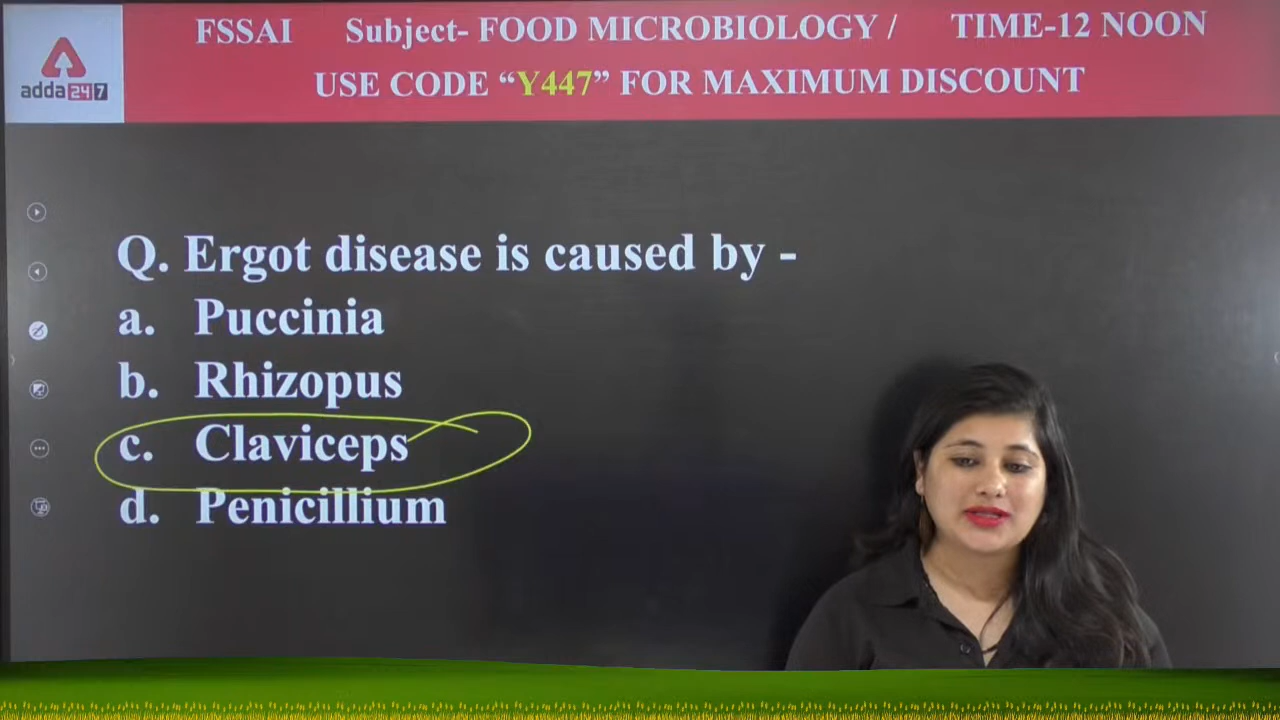 FSSAI Subject- FOOD MICROBIOLOGY / TIME-12 NOON
USE CODE “Y447” FOR MAXIMUM DISCOUNT
adda247
Q. Ergot disease is caused by -
a. Puccinia
b. Rhizopus
c. Claviceps
d. Penicillium